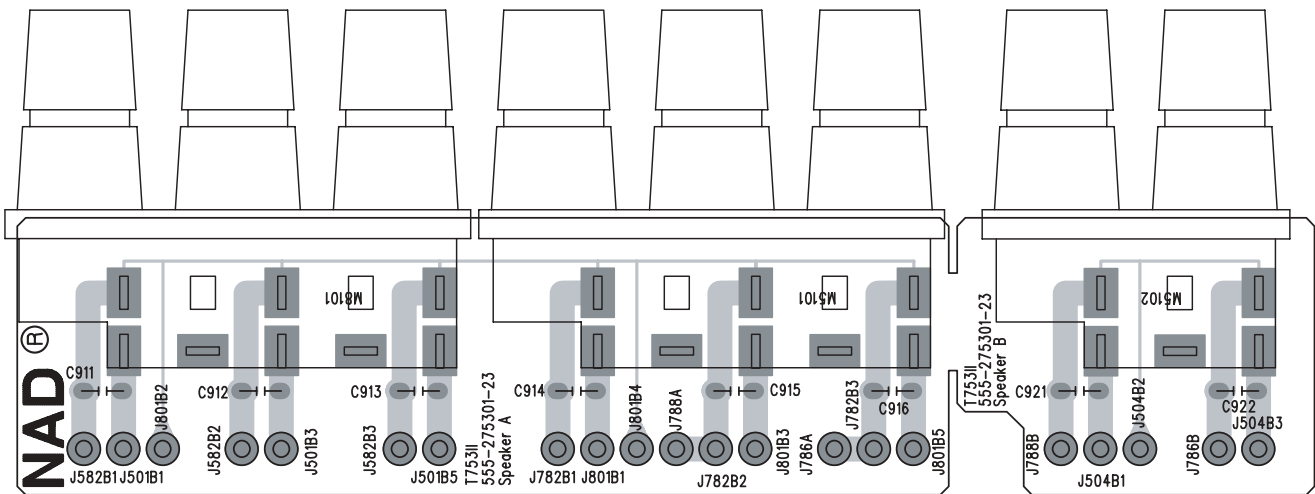 M8101
M5101
M5102
NAD®
C911
J801B2
C912
C913
T753II
555-275301-23
Speaker A
C914
J801B4
J788A
C915
J782B3
C916
T753II
555-275301-23
Speaker B
C921
J504B2
C922
J504B3
J582B1
J501B1
J582B2
J501B3
J582B3
J501B5
J782B1
J801B1
J782B2
J801B3
J786A
J801B5
J788B
J504B1
J786B